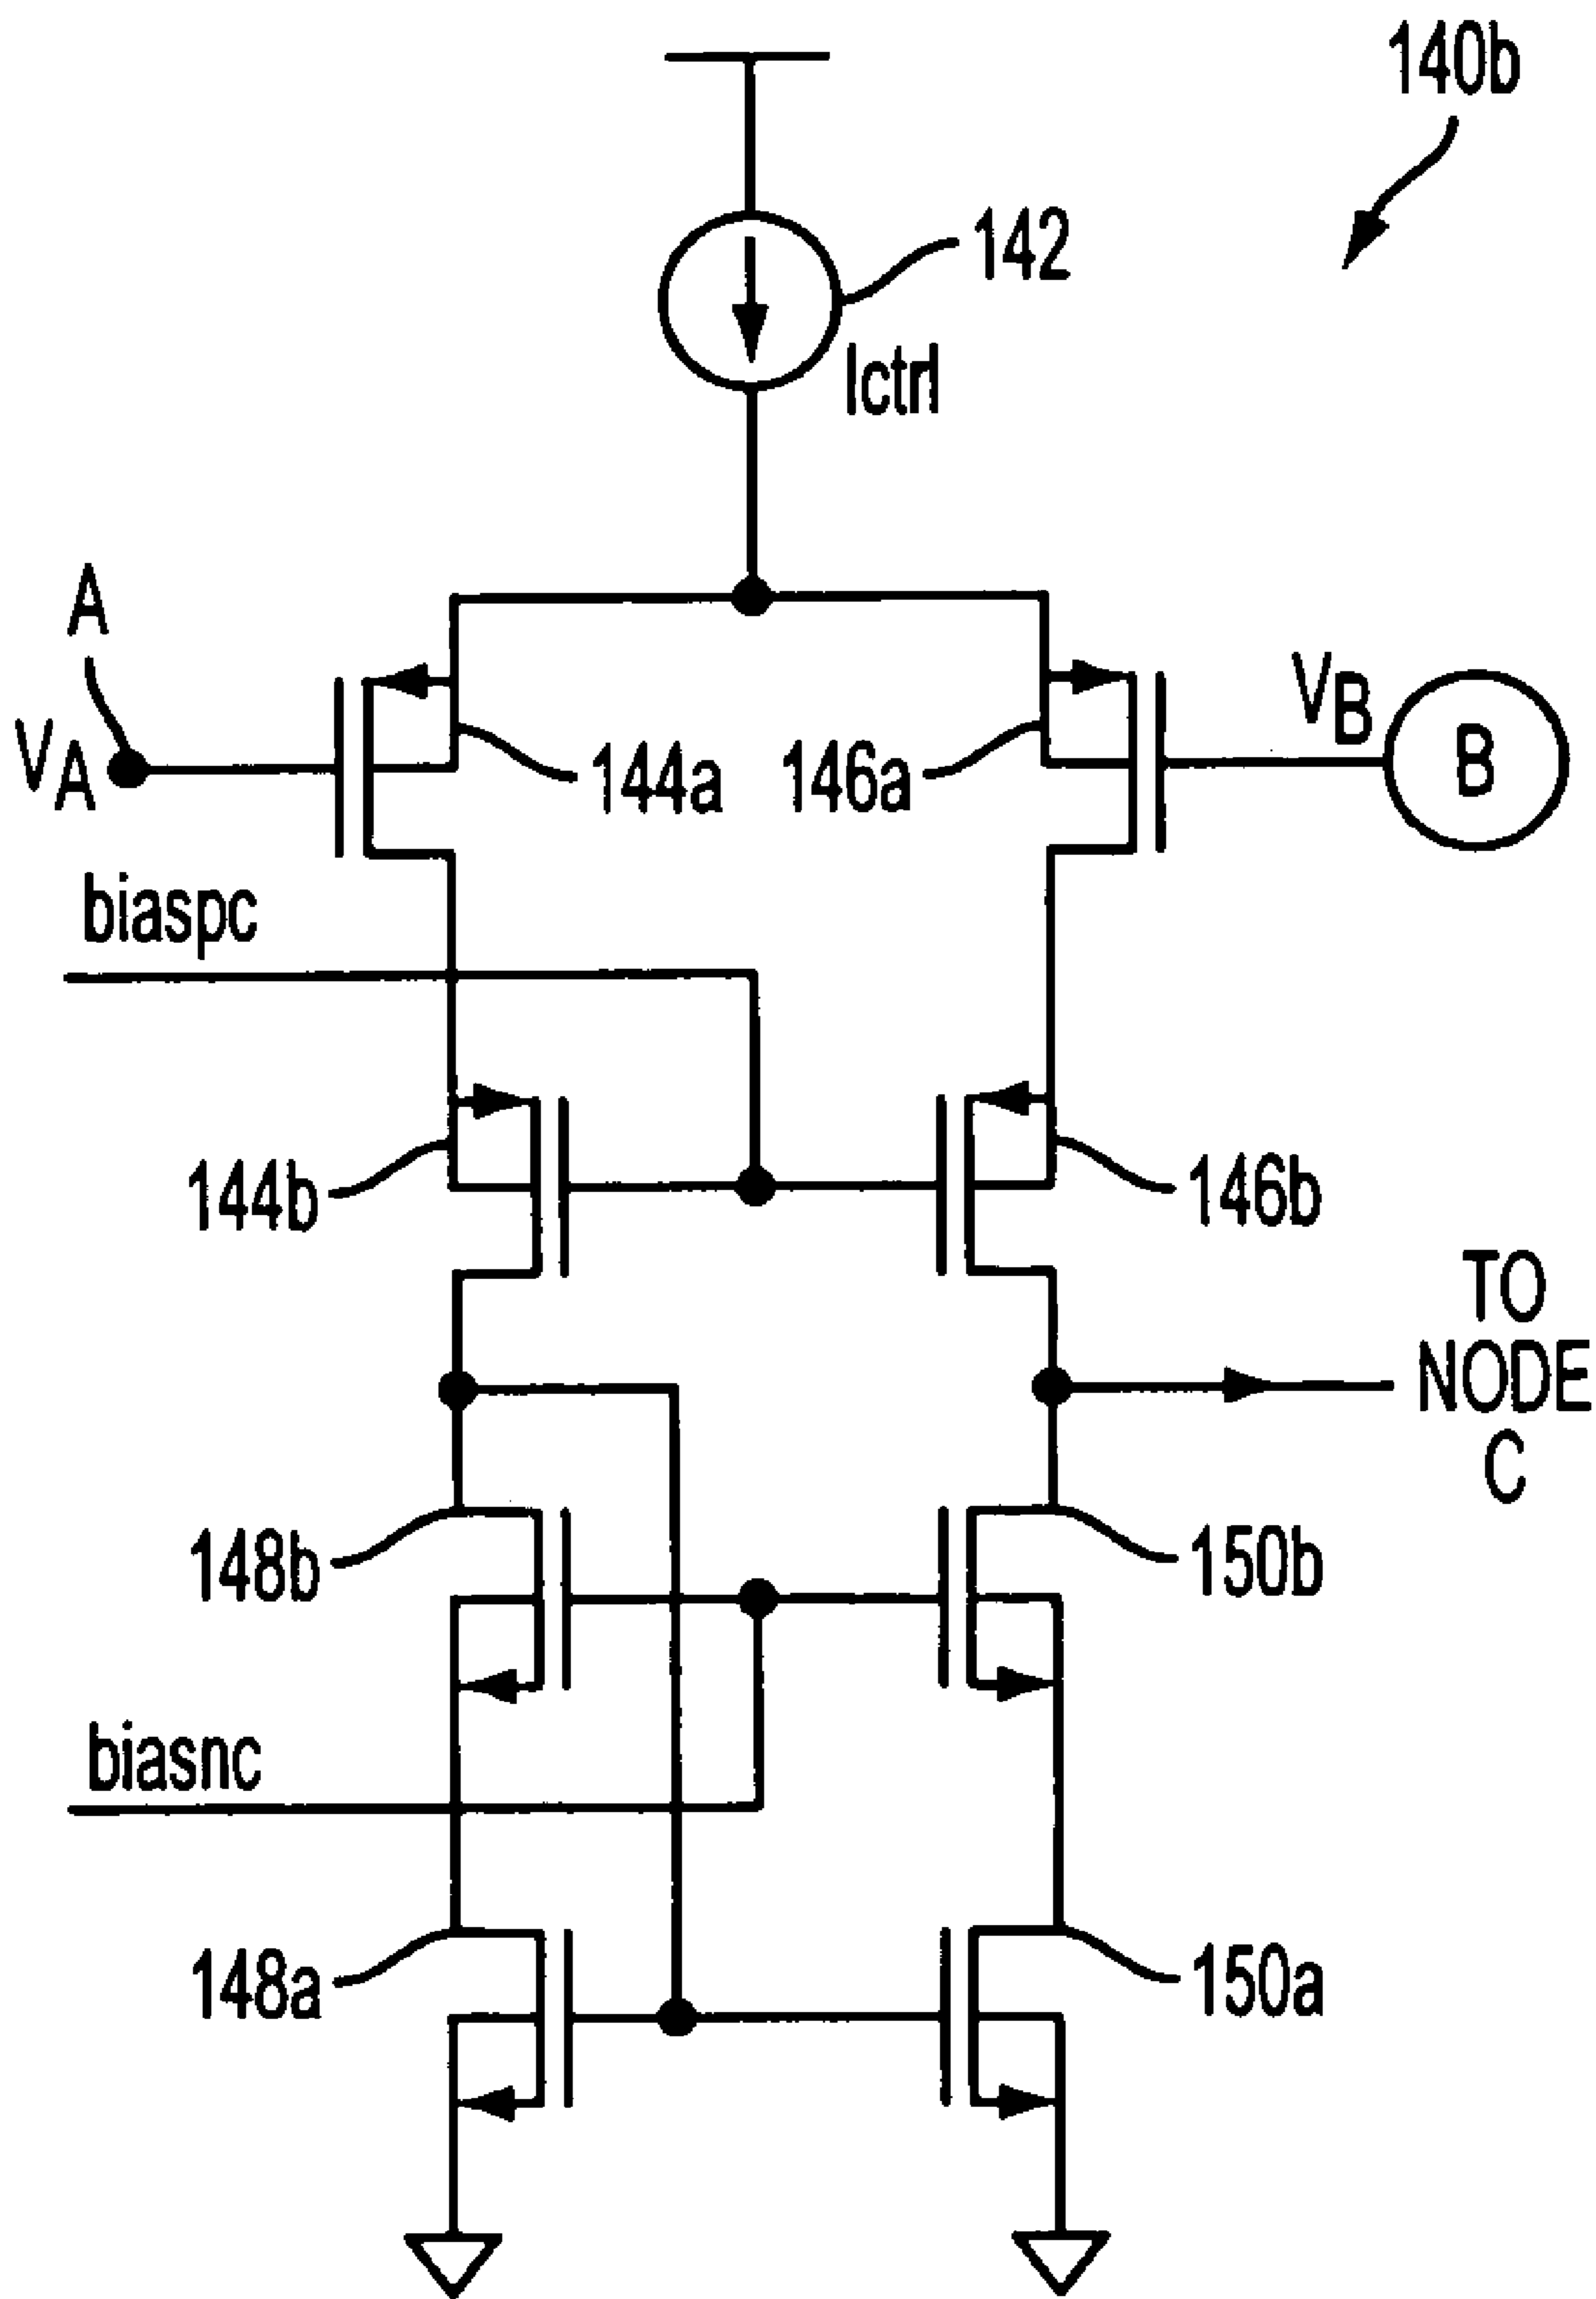 140b
142
Ictrl
A
VA
144a
146a
VB
B
biaspc
144b
146b
TO
NODE
C
148b
150b
biasnc
148a
150a